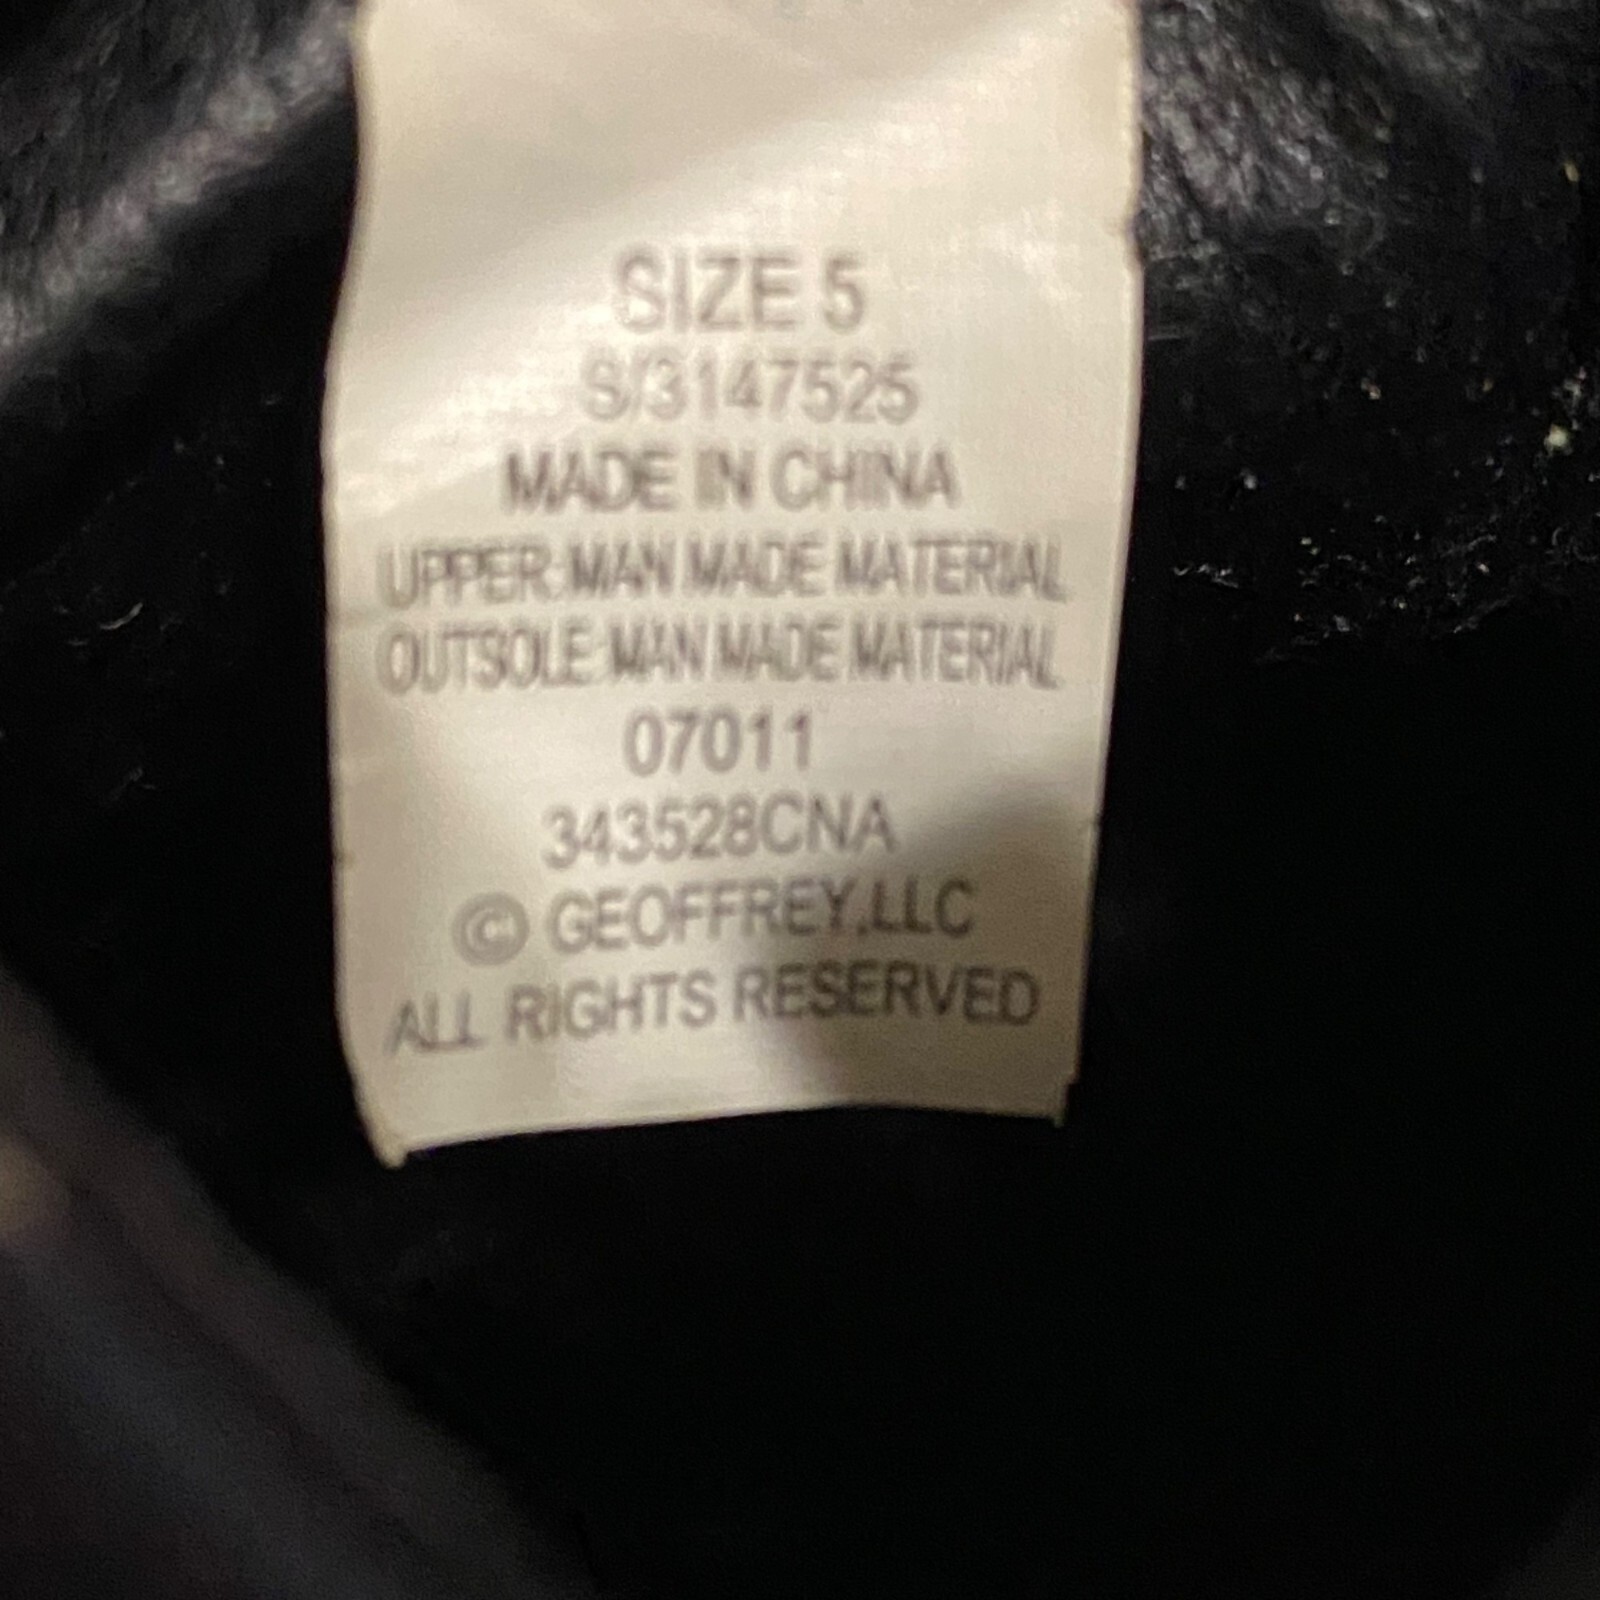 SIZE 5
S/3147525
MADE IN CHINA
UPPER:MAN MADE MATERIAL
OUTSOLE:MAN MADE MATERIAL
07011
343528CNA
© GEOFFREY,LLC
ALL RIGHTS RESERVED